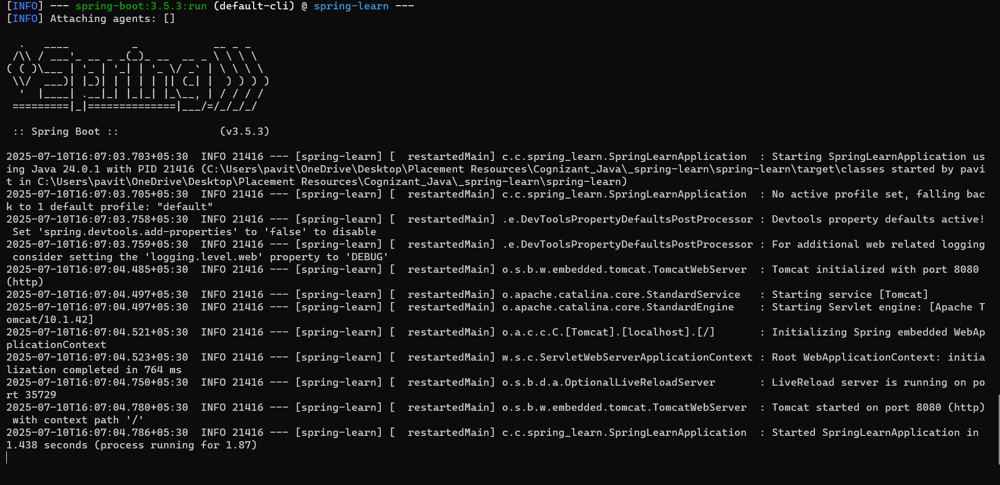 [INFO] --- spring-boot:3.5.3:run (default-cli) @ spring-learn ---
[INFO] Attaching agents: []

  .   ____          _            __ _ _
 /\\ / ___'_ __ _ _(_)_ __  __ _ \ \ \ \
( ( )\___ | '_ | '_| | '_ \/ _` | \ \ \ \
 \\/  ___)| |_)| | | | | || (_| |  ) ) ) )
  '  |____| .__|_| |_|_| |_\__, | / / / /
 =========|_|==============|___/=/_/_/_/

 :: Spring Boot ::                (v3.5.3)

2025-07-10T16:07:03.703+05:30  INFO 21416 --- [spring-learn] [  restartedMain] c.c.spring_learn.SpringLearnApplication  : Starting SpringLearnApplication us
ing Java 24.0.1 with PID 21416 (C:\Users\pavit\OneDrive\Desktop\Placement Resources\Cognizant_Java\_spring-learn\spring-learn\target\classes started by pavi
t in C:\Users\pavit\OneDrive\Desktop\Placement Resources\Cognizant_Java\_spring-learn\spring-learn)
2025-07-10T16:07:03.705+05:30  INFO 21416 --- [spring-learn] [  restartedMain] c.c.spring_learn.SpringLearnApplication  : No active profile set, falling bac
k to 1 default profile: "default"
2025-07-10T16:07:03.758+05:30  INFO 21416 --- [spring-learn] [  restartedMain] .e.DevToolsPropertyDefaultsPostProcessor : Devtools property defaults active!
 Set 'spring.devtools.add-properties' to 'false' to disable
2025-07-10T16:07:03.759+05:30  INFO 21416 --- [spring-learn] [  restartedMain] .e.DevToolsPropertyDefaultsPostProcessor : For additional web related logging
 consider setting the 'logging.level.web' property to 'DEBUG'
2025-07-10T16:07:04.485+05:30  INFO 21416 --- [spring-learn] [  restartedMain] o.s.b.w.embedded.tomcat.TomcatWebServer  : Tomcat initialized with port 8080
(http)
2025-07-10T16:07:04.497+05:30  INFO 21416 --- [spring-learn] [  restartedMain] o.apache.catalina.core.StandardService   : Starting service [Tomcat]
2025-07-10T16:07:04.497+05:30  INFO 21416 --- [spring-learn] [  restartedMain] o.apache.catalina.core.StandardEngine    : Starting Servlet engine: [Apache T
omcat/10.1.42]
2025-07-10T16:07:04.521+05:30  INFO 21416 --- [spring-learn] [  restartedMain] o.a.c.c.C.[Tomcat].[localhost].[/]       : Initializing Spring embedded WebAp
plicationContext
2025-07-10T16:07:04.523+05:30  INFO 21416 --- [spring-learn] [  restartedMain] w.s.c.ServletWebServerApplicationContext : Root WebApplicationContext: initia
lization completed in 764 ms
2025-07-10T16:07:04.750+05:30  INFO 21416 --- [spring-learn] [  restartedMain] o.s.b.d.a.OptionalLiveReloadServer       : LiveReload server is running on po
rt 35729
2025-07-10T16:07:04.780+05:30  INFO 21416 --- [spring-learn] [  restartedMain] o.s.b.w.embedded.tomcat.TomcatWebServer  : Tomcat started on port 8080 (http)
 with context path '/'
2025-07-10T16:07:04.786+05:30  INFO 21416 --- [spring-learn] [  restartedMain] c.c.spring_learn.SpringLearnApplication  : Started SpringLearnApplication in
1.438 seconds (process running for 1.87)